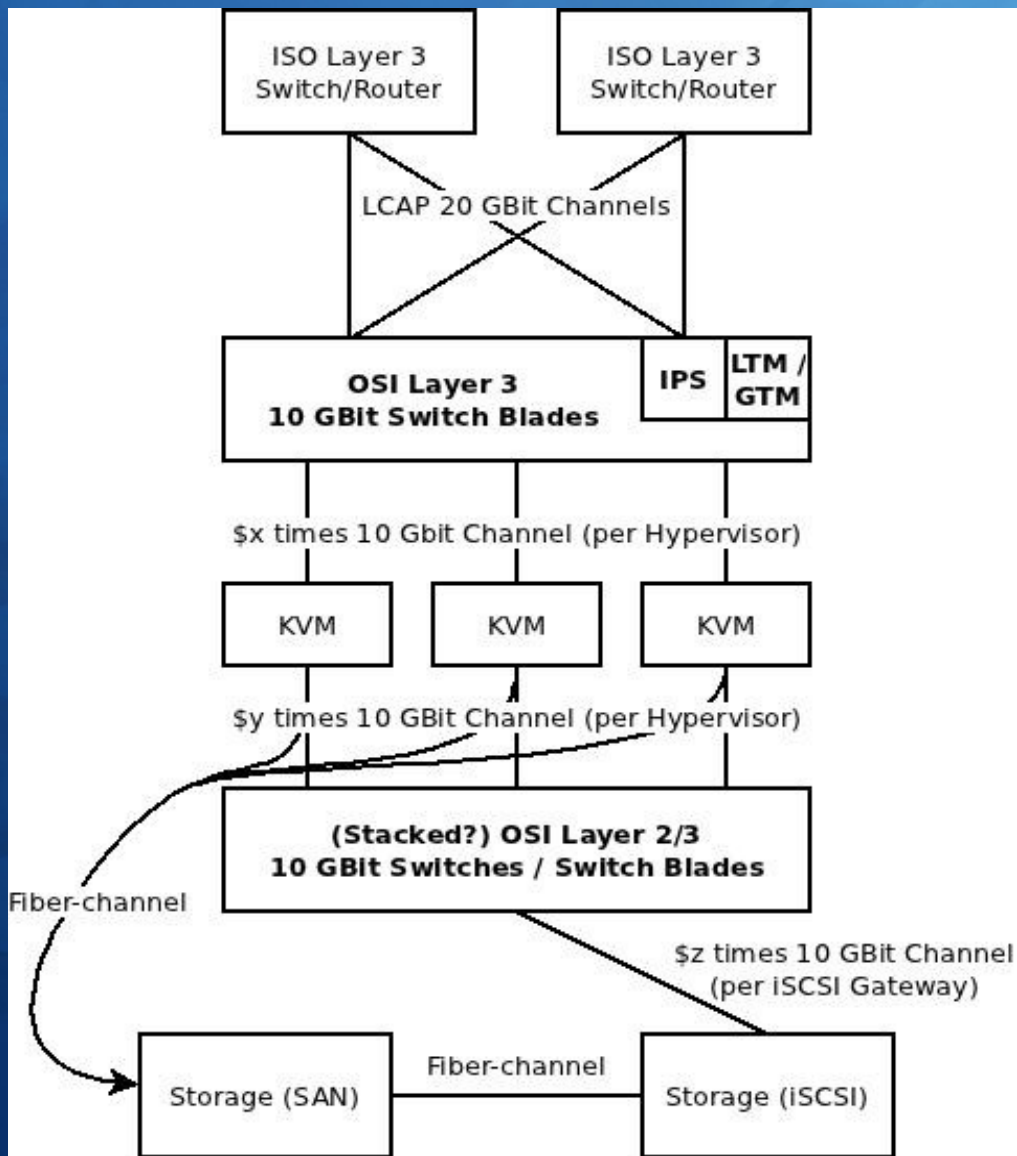 ISO Layer 3
Switch/Router
ISO Layer 3
Switch/Router
LCAP 20 GBit Channels
OSI Layer 3
10 GBit Switch Blades
IPS
LTM /
GTM
$x times 10 Gbit Channel (per Hypervisor)
KVM
KVM
KVM
$y times 10 GBit Channel (per Hypervisor)
(Stacked?) OSI Layer 2/3
10 GBit Switches / Switch Blades
Fiber-channel
$z times 10 GBit Channel
(per iSCSI Gateway)
Storage (SAN)
Fiber-channel
Storage (iSCSI)